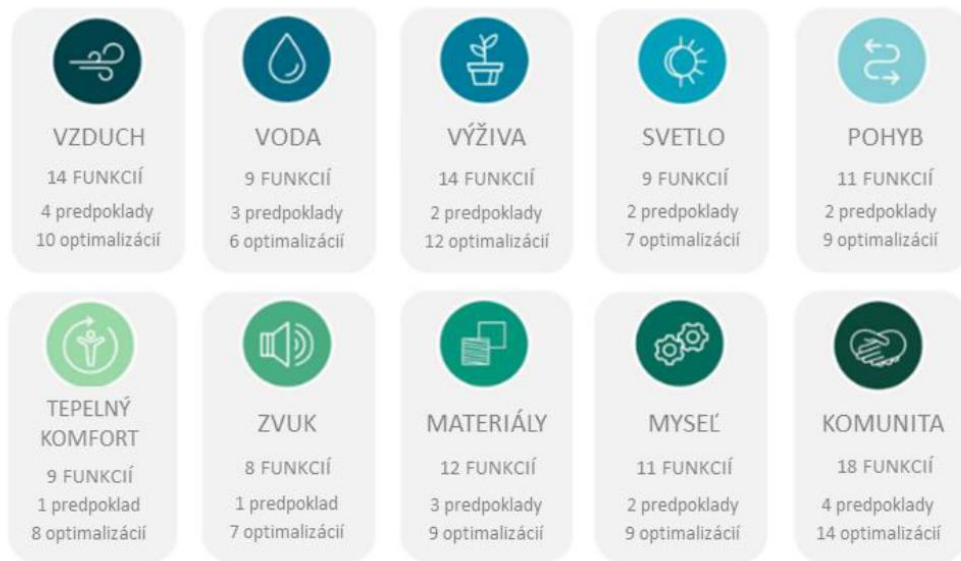 VZDUCH
14 FUNKCIÍ
4 predpoklady
10 optimalizácií
VODA
9 FUNKCIÍ
3 predpoklady
6 optimalizácií
VÝŽIVA
14 FUNKCIÍ
2 predpoklady
12 optimalizácií
SVETLO
9 FUNKCIÍ
2 predpoklady
7 optimalizácií
POHYB
11 FUNKCIÍ
2 predpoklady
9 optimalizácií
TEPELNÝ
KOMFORT
9 FUNKCIÍ
1 predpoklad
8 optimalizácií
ZVUK
8 FUNKCIÍ
1 predpoklad
7 optimalizácií
MATERIÁLY
12 FUNKCIÍ
3 predpoklady
9 optimalizácií
MYSEĽ
11 FUNKCIÍ
2 predpoklady
9 optimalizácií
KOMUNITA
18 FUNKCIÍ
4 predpoklady
14 optimalizácií